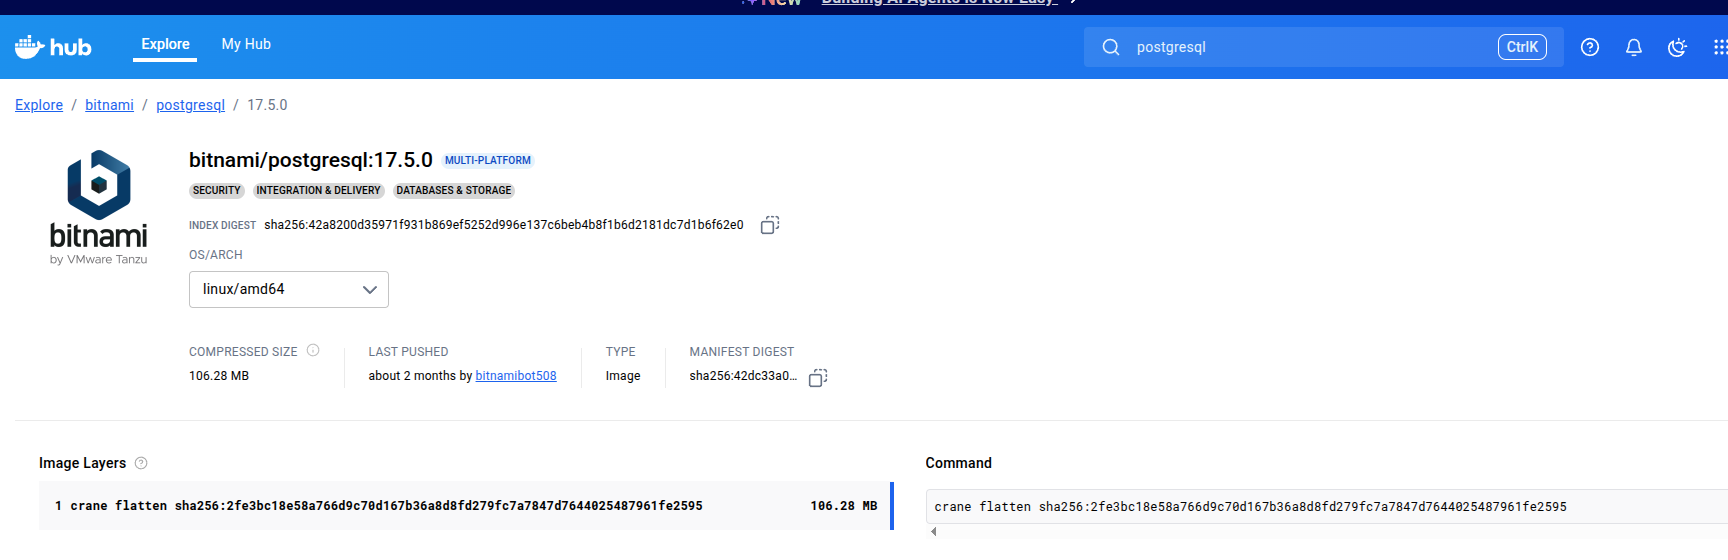 New Building AI Agents Is Now Easy
hub Explore My Hub postgresql CtrlK
Explore / bitnami / postgresql / 17.5.0
bitnami by VMware Tanzu
bitnami/postgresql:17.5.0 MULTI-PLATFORM
SECURITY INTEGRATION & DELIVERY DATABASES & STORAGE
INDEX DIGEST sha256:42a8200d35971f931b869ef5252d996e137c6beb4b8f1b6d2181dc7d1b6f62e0
OS/ARCH
linux/amd64
COMPRESSED SIZE LAST PUSHED TYPE MANIFEST DIGEST
106.28 MB about 2 months by bitnamibot508 Image sha256:42dc33a0...
Image Layers Command
1 crane flatten sha256:2fe3bc18e58a766d9c70d167b36a8d8fd279fc7a7847d7644025487961fe2595 106.28 MB
crane flatten sha256:2fe3bc18e58a766d9c70d167b36a8d8fd279fc7a7847d7644025487961fe2595